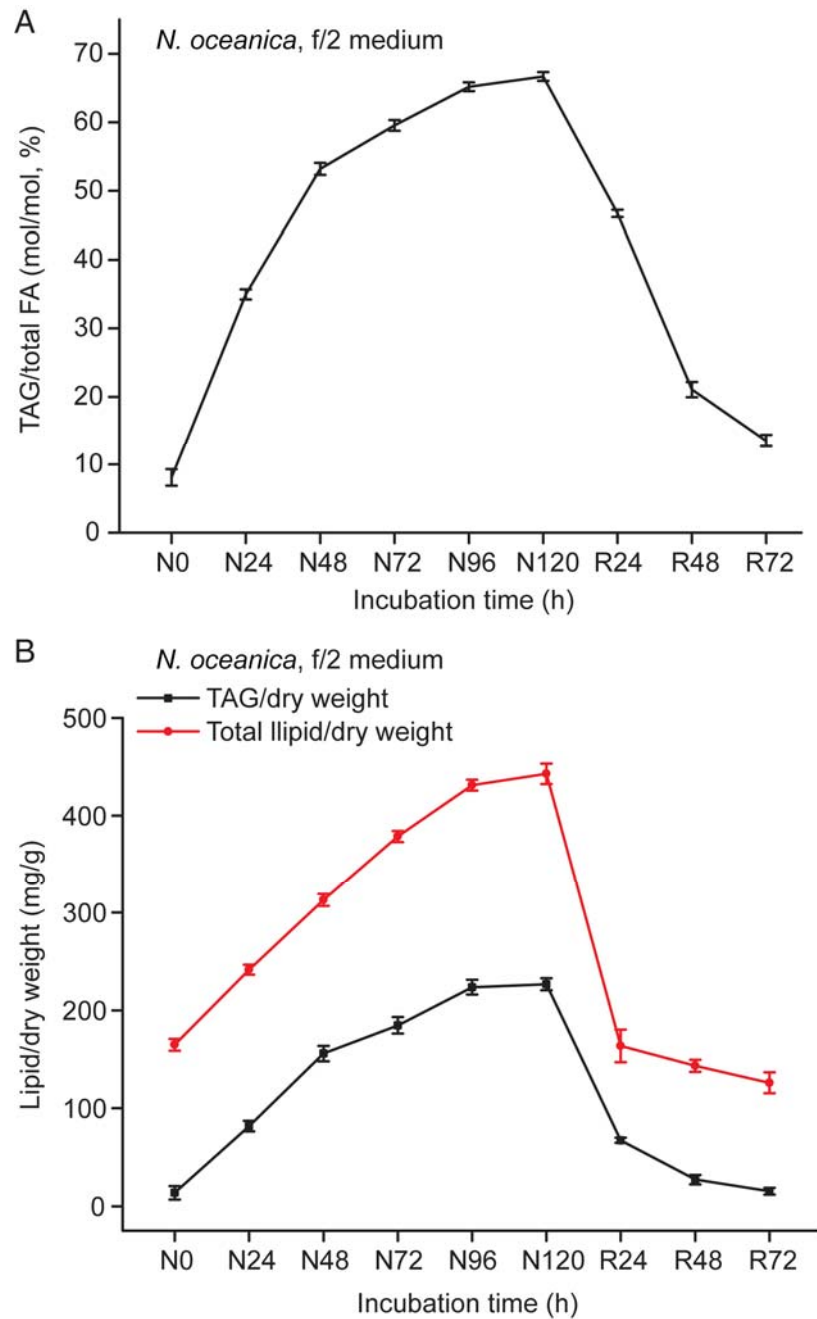 A
N. oceanica, f/2 medium
TAG/total FA (mol/mol, %)
70
60
50
40
30
20
10
0
N0 N24 N48 N72 N96 N120 R24 R48 R72
Incubation time (h)
B
N. oceanica, f/2 medium
TAG/dry weight
Total llipid/dry weight
Lipid/dry weight (mg/g)
500
400
300
200
100
0
N0 N24 N48 N72 N96 N120 R24 R48 R72
Incubation time (h)